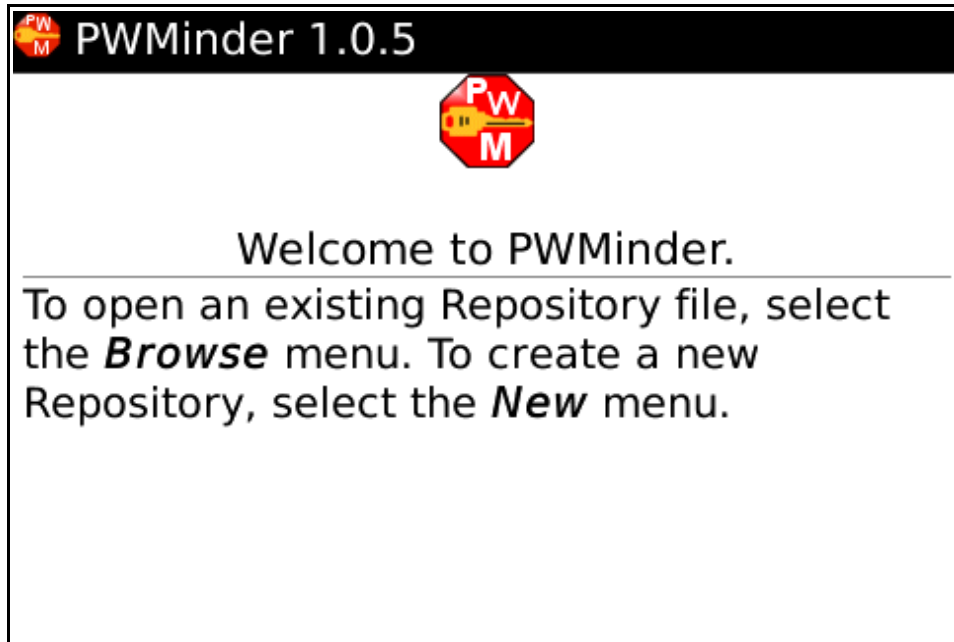 PW
M
PWMinder 1.0.5
PW
M
Welcome to PWMinder.
To open an existing Repository file, select
the Browse menu. To create a new
Repository, select the New menu.